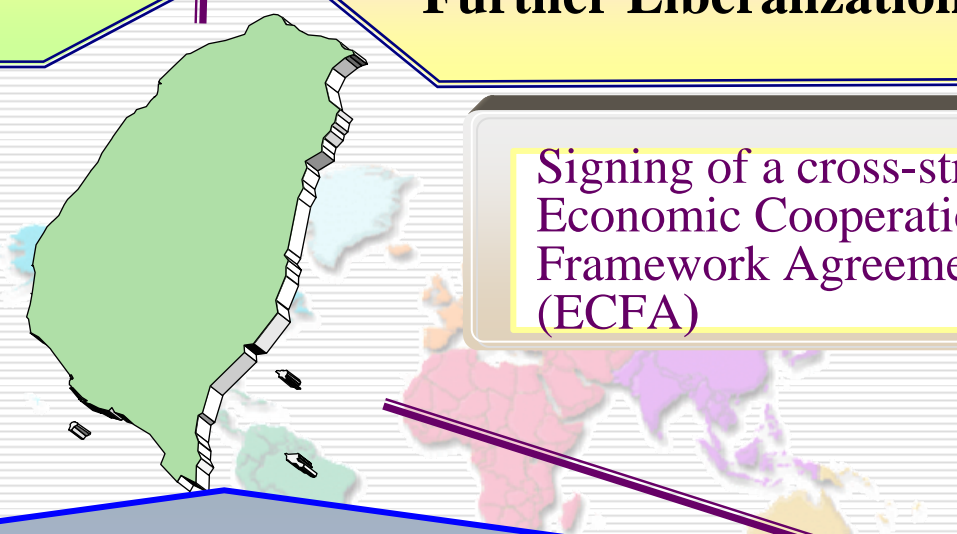 Further Liberalization
Signing of a cross-str
Economic Cooperatio
Framework Agreeme
(ECFA)